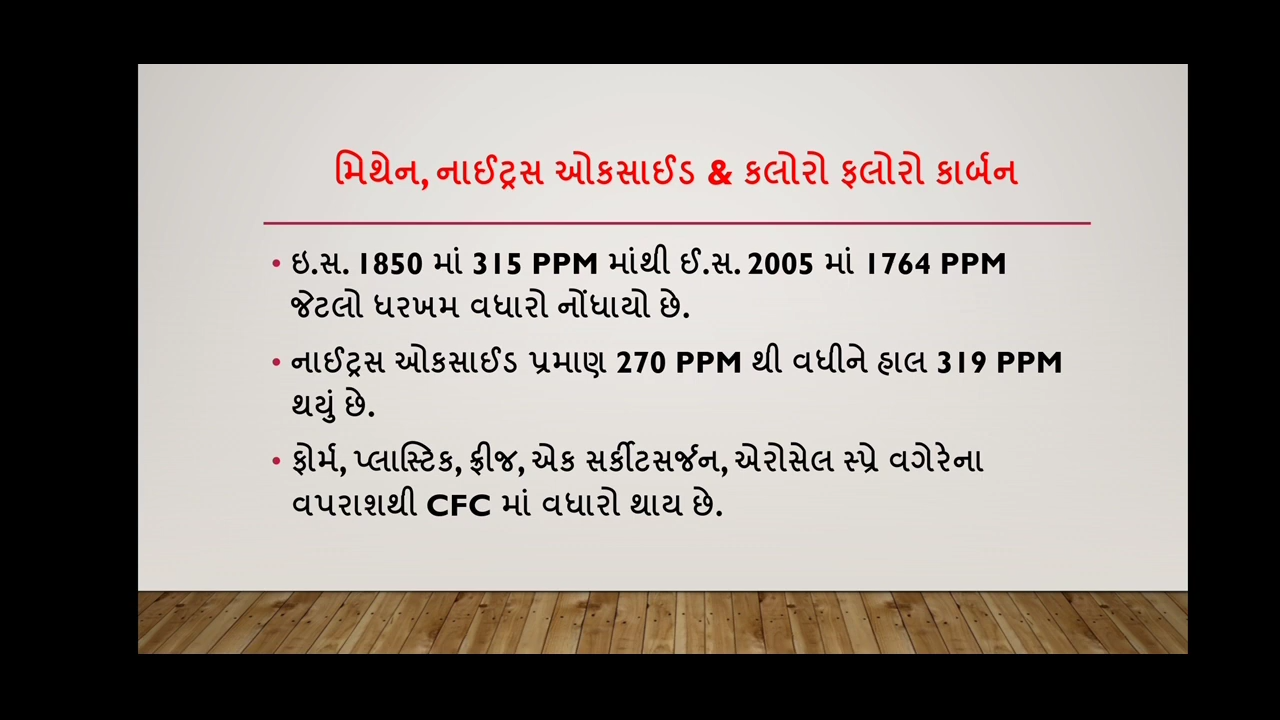 મિથેન, નાઈટ્રસ ઓકસાઈડ & કલોરો ફલોરો કાર્બન
• ઇ.સ. 1850 માં 315 PPM માંથી ઈ.સ. 2005 માં 1764 PPM
જેટલો ધરખમ વધારો નોંધાયો છે.
• નાઈટ્રસ ઓકસાઈડ પ્રમાણ 270 PPM થી વધીને હાલ 319 PPM
થયું છે.
• ફોર્મ, પ્લાસ્ટિક, ફ્રીજ, એક સર્કીટસર્જન, એરોસેલ સ્પ્રે વગેરેના
વપરાશથી CFC માં વધારો થાય છે.